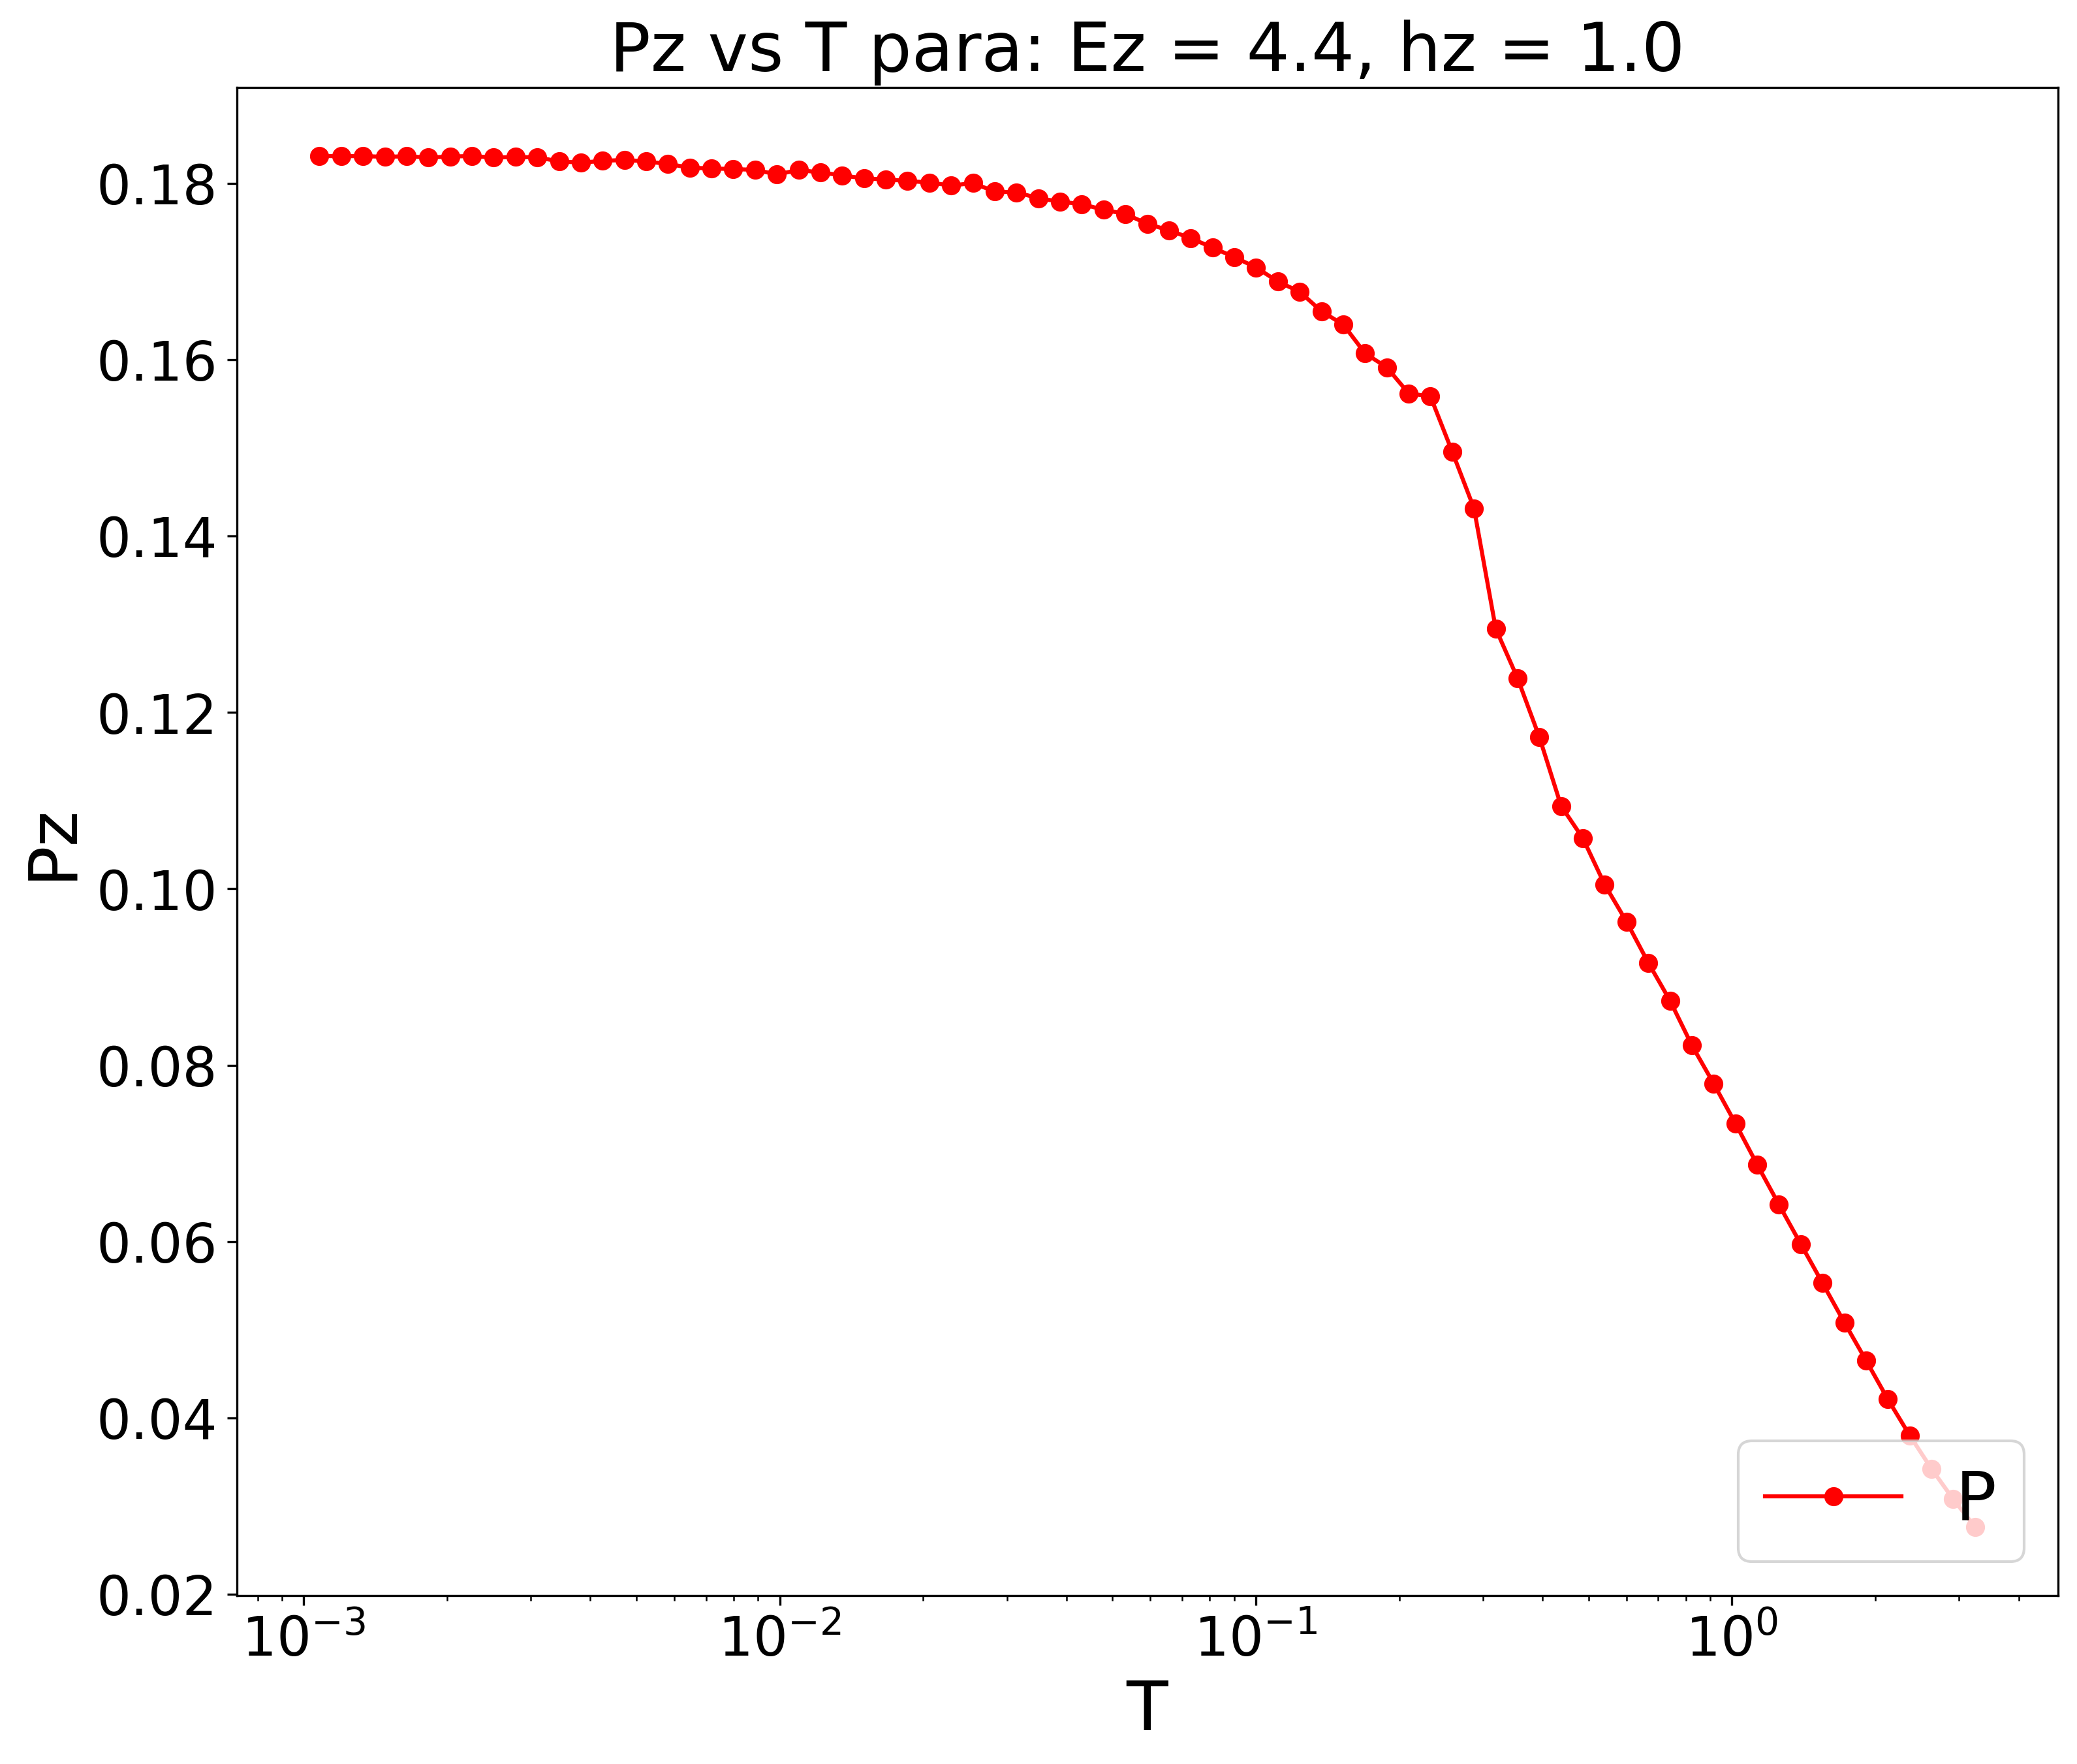 Pz vs T para: Ez = 4.4, hz = 1.0
Pz
0.18
0.16
0.14
0.12
0.10
0.08
0.06
0.04
0.02
10⁻³ 10⁻² 10⁻¹ 10⁰
T
P